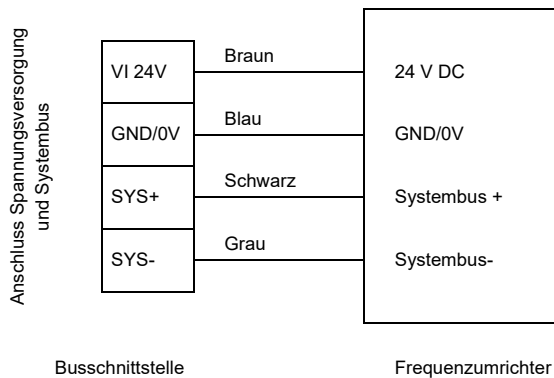 Anschluss Spannungsversorgung
und Systembus
VI 24V
Braun
24 V DC
GND/0V
Blau
GND/0V
SYS+
Schwarz
Systembus +
SYS-
Grau
Systembus-
Busschnittstelle
Frequenzumrichter